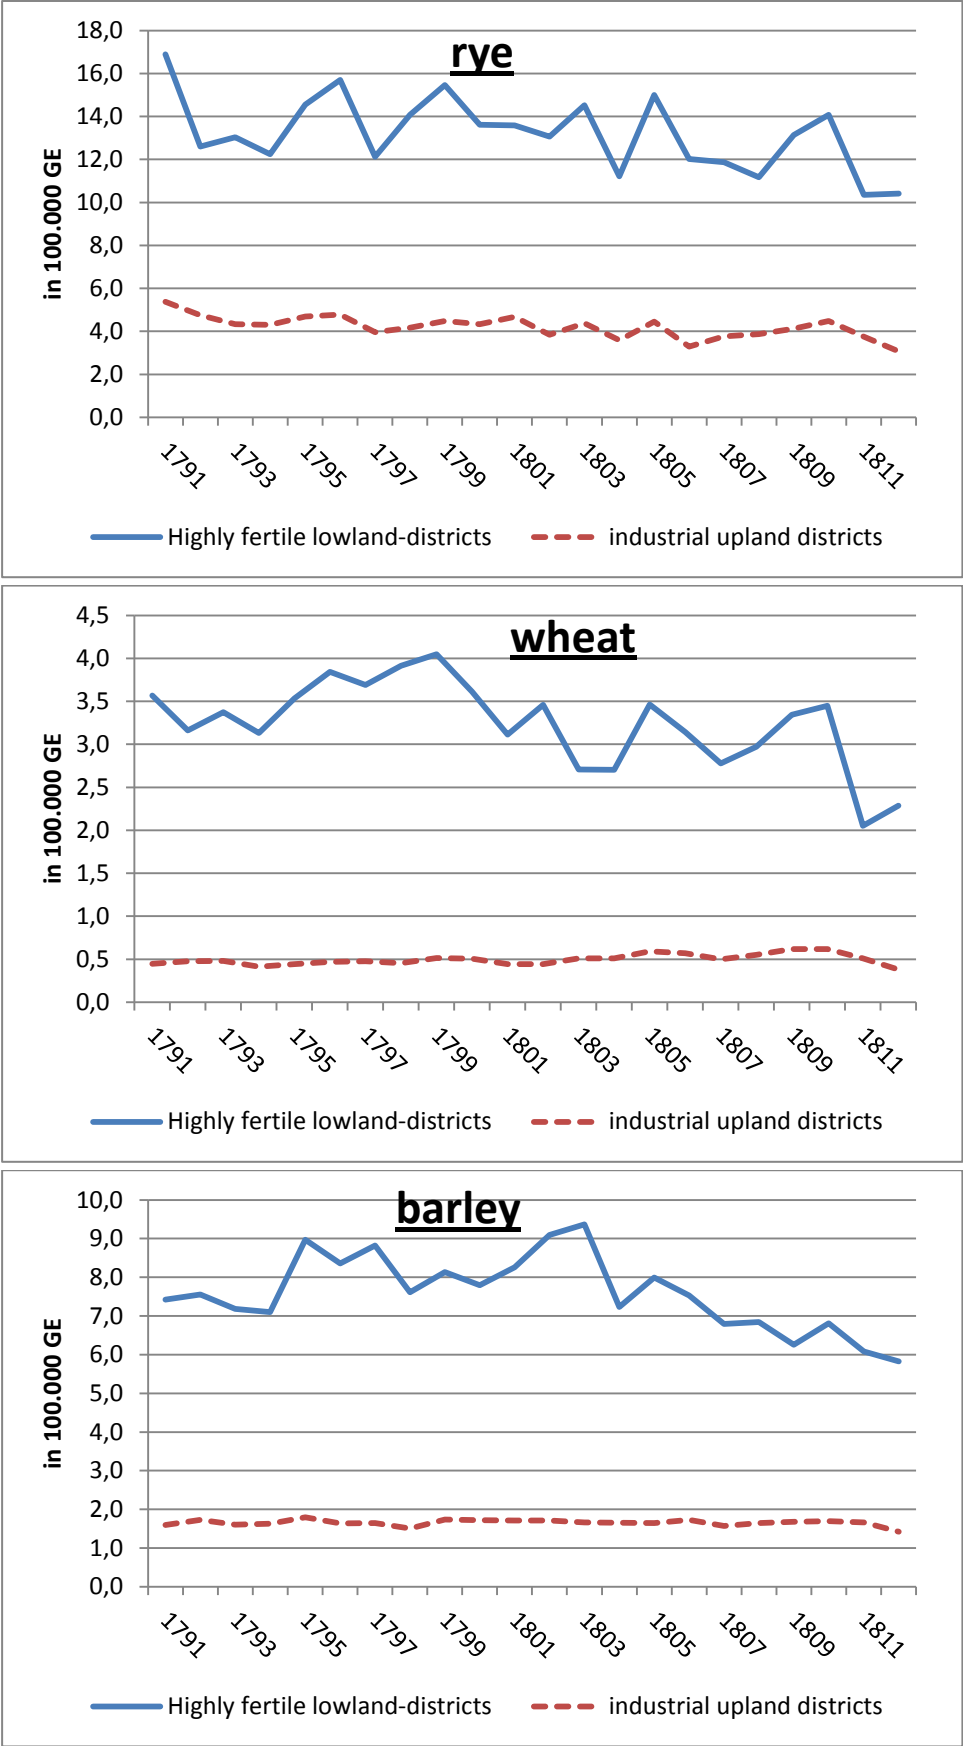 rye
in 100.000 GE
18,0
16,0
14,0
12,0
10,0
8,0
6,0
4,0
2,0
0,0
1791 1793 1795 1797 1799 1801 1803 1805 1807 1809 1811
Highly fertile lowland-districts industrial upland districts
wheat
in 100.000 GE
4,5
4,0
3,5
3,0
2,5
2,0
1,5
1,0
0,5
0,0
1791 1793 1795 1797 1799 1801 1803 1805 1807 1809 1811
Highly fertile lowland-districts industrial upland districts
barley
in 100.000 GE
10,0
9,0
8,0
7,0
6,0
5,0
4,0
3,0
2,0
1,0
0,0
1791 1793 1795 1797 1799 1801 1803 1805 1807 1809 1811
Highly fertile lowland-districts industrial upland districts